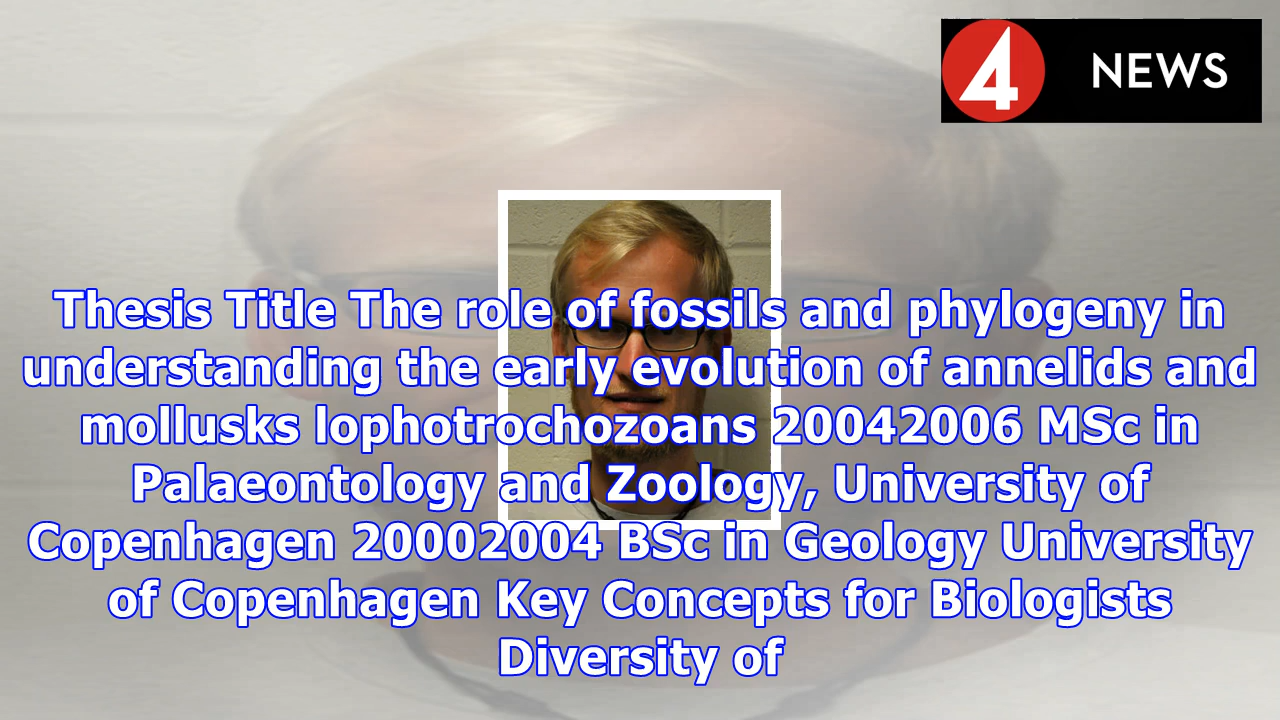 4 NEWS
Thesis Title The role of fossils and phylogeny in
understanding the early evolution of annelids and
mollusks lophotrochozoans 20042006 MSc in
Palaeontology and Zoology, University of
Copenhagen 20002004 BSc in Geology University
of Copenhagen Key Concepts for Biologists
Diversity of